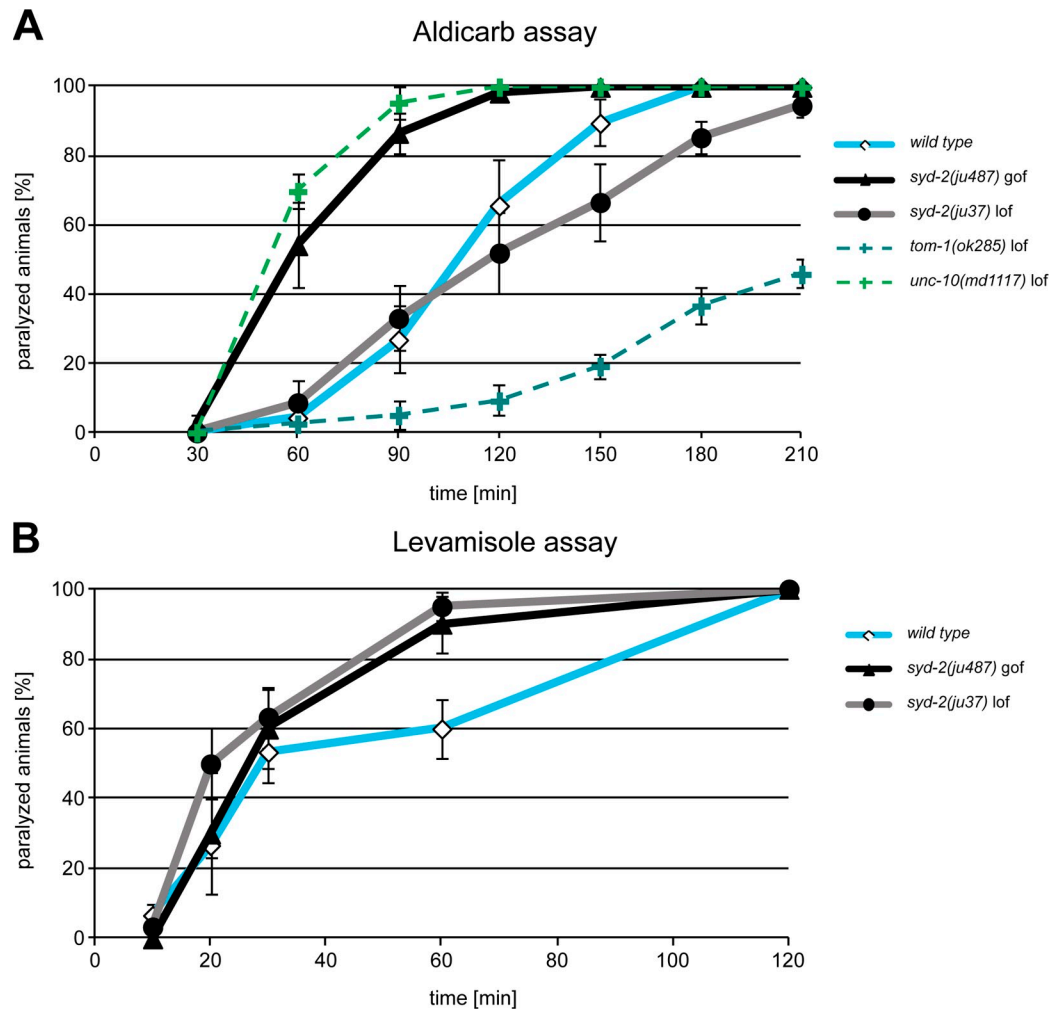 A
Aldicarb assay
100
80
60
40
20
0
paralyzed animals [%]
0 30 60 90 120 150 180 210
time [min]
wild type
syd-2(ju487) gof
syd-2(ju37) lof
tom-1(ok285) lof
unc-10(md1117) lof
B
Levamisole assay
100
80
60
40
20
0
paralyzed animals [%]
0 20 40 60 80 100 120
time [min]
wild type
syd-2(ju487) gof
syd-2(ju37) lof